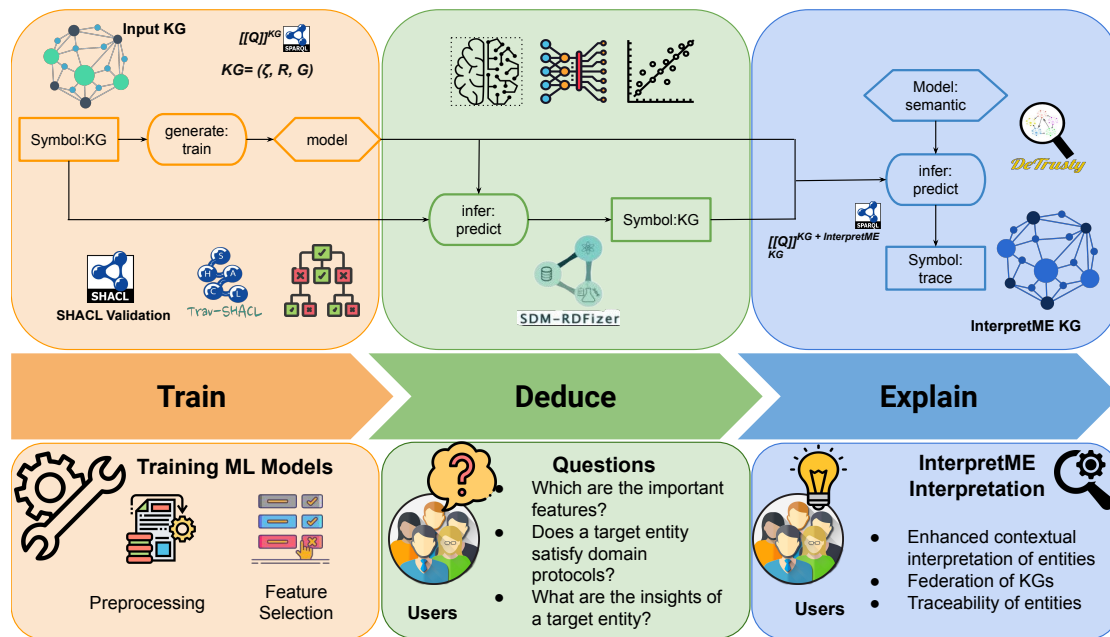 Input KG
[[Q]]^KG
SPARQL
KG= (ζ, R, G)
Symbol:KG
generate:
train
model
SHACL
SHACL Validation
S
H
A
C
L
Trav-SHACL
infer:
predict
Symbol:KG
SDM-RDFizer
Model:
semantic
DeTrusty
infer:
predict
SPARQL
[[Q]]^KG + InterpretME
KG
Symbol:
trace
InterpretME KG
Train
Deduce
Explain
Training ML Models
Preprocessing
Feature
Selection
Questions
• Which are the important
features?
• Does a target entity
satisfy domain
protocols?
• What are the insights of
a target entity?
Users
InterpretME
Interpretation
• Enhanced contextual
interpretation of entities
• Federation of KGs
• Traceability of entities
Users